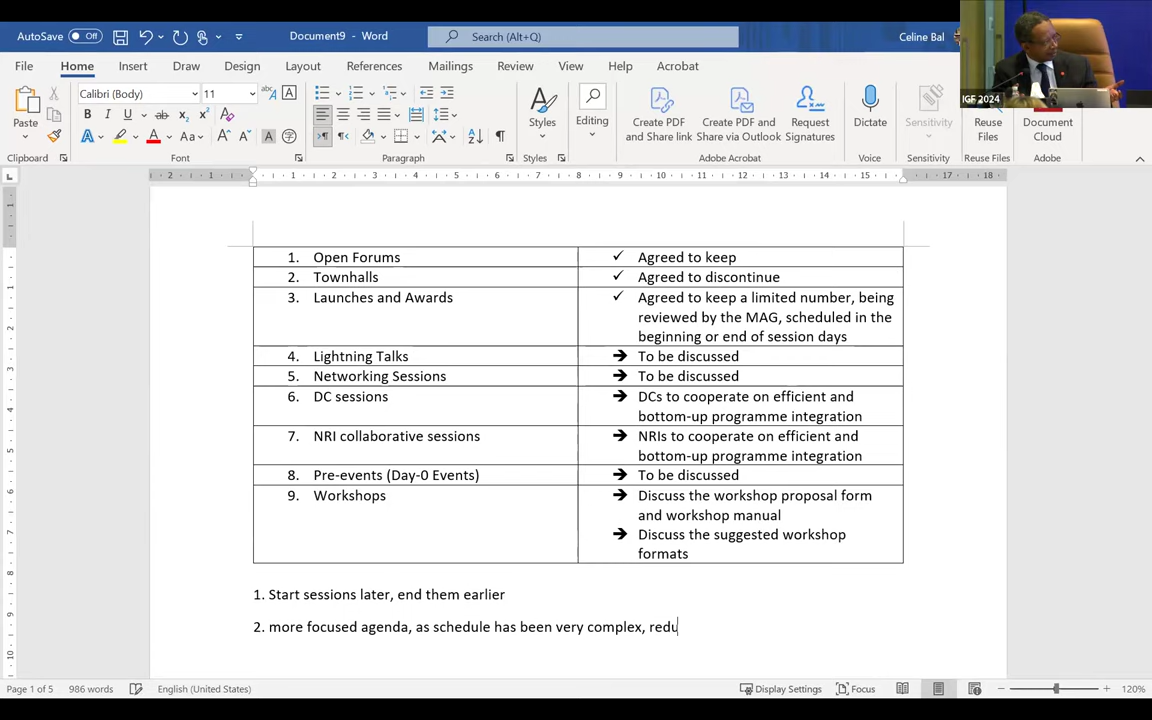 AutoSave Off Document9 - Word Search (Alt+Q) Celine Bal
File Home Insert Draw Design Layout References Mailings Review View Help Acrobat
Calibri (Body) 11
Paste Styles Editing Create PDF and Share link Create PDF and Share via Outlook Request Signatures Dictate Sensitivity Reuse Files Document Cloud
Clipboard Font Paragraph Styles Adobe Acrobat Voice Sensitivity Reuse Files Adobe
IGF 2024
1. Open Forums ✓ Agreed to keep
2. Townhalls ✓ Agreed to discontinue
3. Launches and Awards ✓ Agreed to keep a limited number, being
reviewed by the MAG, scheduled in the
beginning or end of session days
4. Lightning Talks ➔ To be discussed
5. Networking Sessions ➔ To be discussed
6. DC sessions ➔ DCs to cooperate on efficient and
bottom-up programme integration
7. NRI collaborative sessions ➔ NRIs to cooperate on efficient and
bottom-up programme integration
8. Pre-events (Day-0 Events) ➔ To be discussed
9. Workshops ➔ Discuss the workshop proposal form
and workshop manual
➔ Discuss the suggested workshop
formats
1. Start sessions later, end them earlier
2. more focused agenda, as schedule has been very complex, redu
Page 1 of 5 986 words English (United States) Display Settings Focus 120%